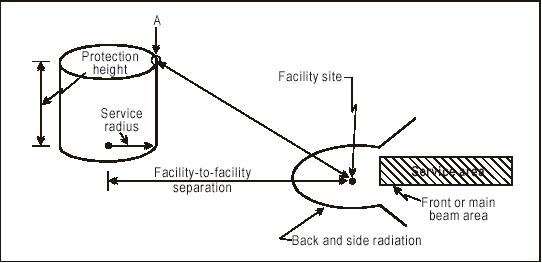 A
Protection
height
Facility site
Service
radius
Facility-to-facility
separation
Service area
Front or main
beam area
Back and side radiation